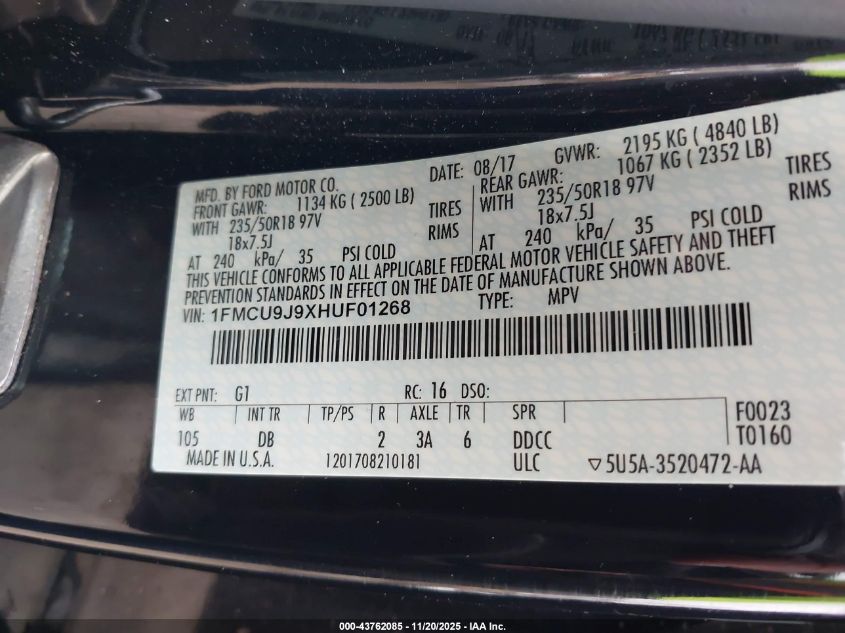 MFD. BY FORD MOTOR CO.
DATE: 08/17 GVWR: 2195 KG ( 4840 LB)
FRONT GAWR: 1134 KG ( 2500 LB)
REAR GAWR: 1067 KG ( 2352 LB)
WITH 235/50R18 97V TIRES
WITH 235/50R18 97V TIRES
18x7.5J RIMS
18x7.5J RIMS
AT 240 kPa/ 35 PSI COLD
AT 240 kPa/ 35 PSI COLD
THIS VEHICLE CONFORMS TO ALL APPLICABLE FEDERAL MOTOR VEHICLE SAFETY AND THEFT
PREVENTION STANDARDS IN EFFECT ON THE DATE OF MANUFACTURE SHOWN ABOVE.
VIN: 1FMCU9J9XHUF01268 TYPE: MPV
EXT PNT: G1 RC: 16 DSO:
WB INT TR TP/PS R AXLE TR SPR F0023
105 DB 2 3A 6 DDCC T0160
MADE IN U.S.A. 1201708210181 ULC ▽5U5A-3520472-AA
000-43762085 - 11/20/2025 - IAA Inc.